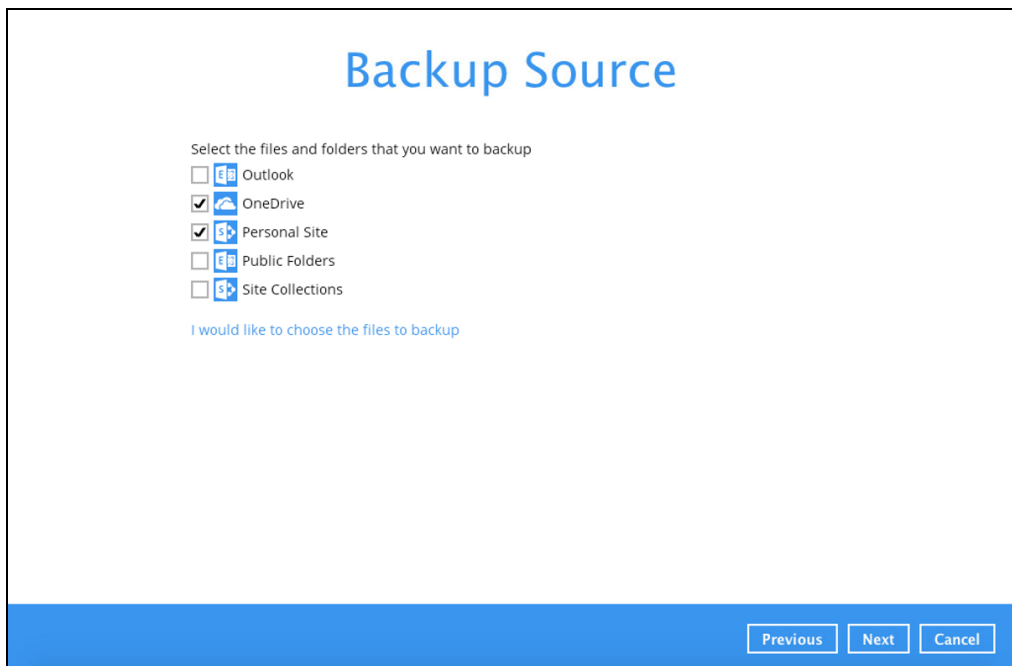 Backup Source
Select the files and folders that you want to backup
Outlook
OneDrive
Personal Site
Public Folders
Site Collections
I would like to choose the files to backup
Previous Next Cancel